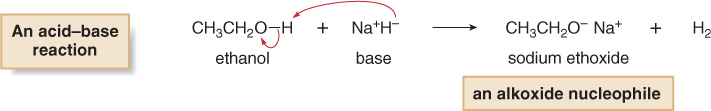 An acid–base
reaction
CH₃CH₂O–H + Na⁺H⁻ CH₃CH₂O⁻ Na⁺ + H₂
ethanol base sodium ethoxide
an alkoxide nucleophile